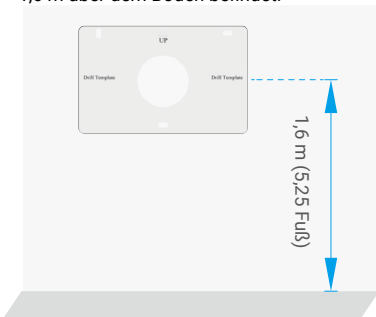 1,6 m über dem Boden befindet.
UP
Drill Template
Drill Template
1,6 m (5,25 Fuß)